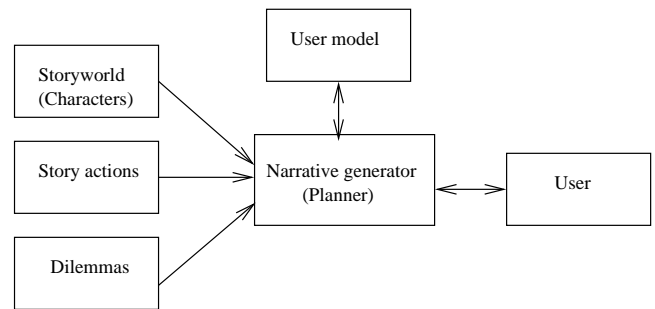 User model
Storyworld
(Characters)
Story actions
Narrative generator
(Planner)
User
Dilemmas